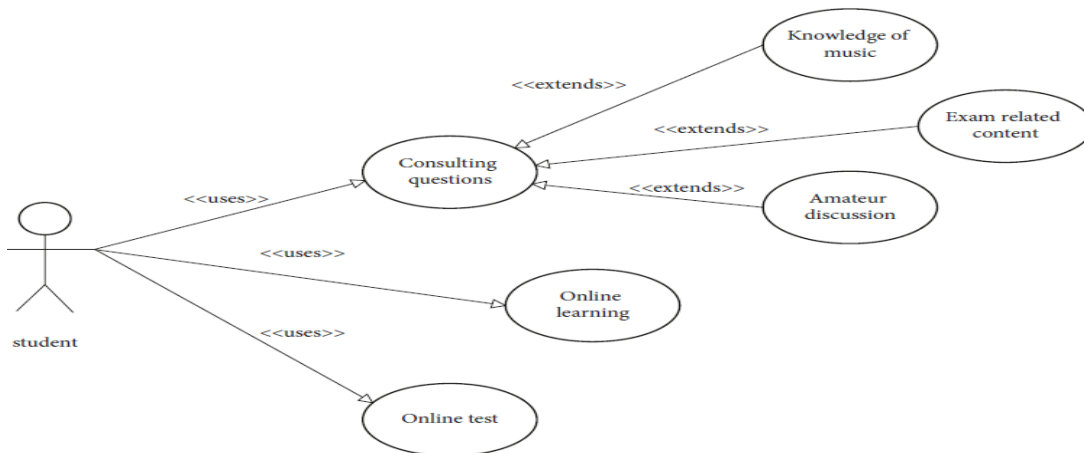 Knowledge of
music
<<extends>>
Exam related
content
<<extends>>
Consulting
questions
<<extends>>
Amateur
discussion
<<uses>>
<<uses>>
Online
learning
<<uses>>
student
Online test